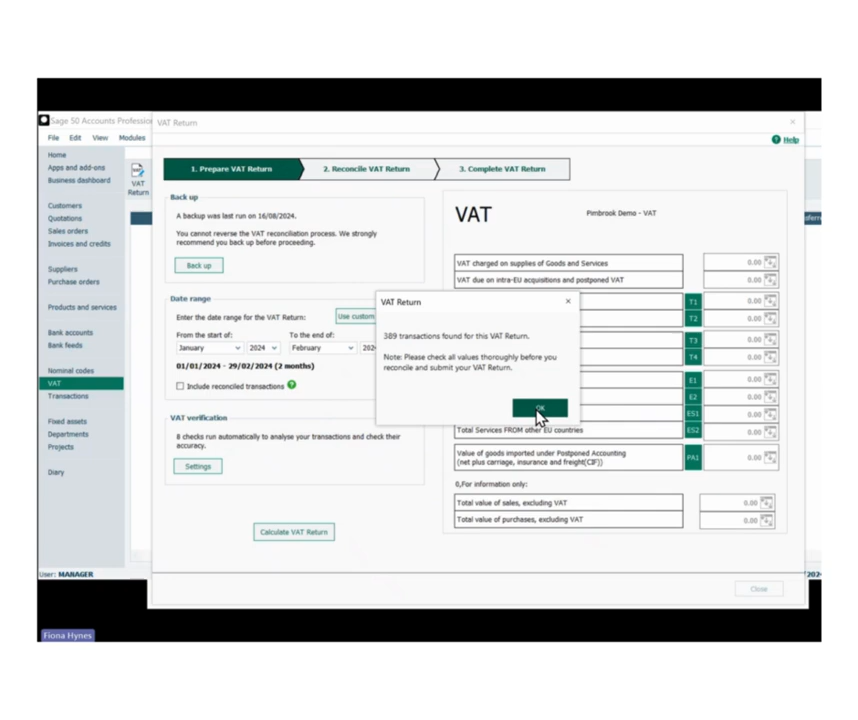 Sage 50 Accounts Professio
VAT Return
File Edit View Modules
Help
Home
Apps and add-ons
Business dashboard
Customers
Quotations
Sales orders
Invoices and credits
Suppliers
Purchase orders
Products and services
Bank accounts
Bank feeds
Nominal codes
VAT
Transactions
Fixed assets
Departments
Projects
Diary
User: MANAGER
VAT
Return
1. Prepare VAT Return
2. Reconcile VAT Return
3. Complete VAT Return
Back up
A backup was last run on 16/08/2024.
You cannot reverse the VAT reconciliation process. We strongly
recommend you back up before proceeding.
Back up
Date range
Enter the date range for the VAT Return:
Use custom
From the start of: To the end of:
January 2024 February 202
01/01/2024 - 29/02/2024 (2 months)
Include reconciled transactions
VAT verification
8 checks run automatically to analyse your transactions and check their
accuracy.
Settings
Calculate VAT Return
VAT
Pimbrook Demo - VAT
VAT charged on supplies of Goods and Services 0.00
VAT due on intra-EU acquisitions and postponed VAT 0.00
T1 0.00
T2 0.00
T3 0.00
T4 0.00
E1 0.00
E2 0.00
ES1 0.00
Total Services FROM other EU countries ES2 0.00
Value of goods imported under Postponed Accounting
(net plus carriage, insurance and freight(CIF)) PA1 0.00
0,For information only:
Total value of sales, excluding VAT 0.00
Total value of purchases, excluding VAT 0.00
VAT Return
389 transactions found for this VAT Return.
Note: Please check all values thoroughly before you
reconcile and submit your VAT Return.
OK
Close
Fiona Hynes